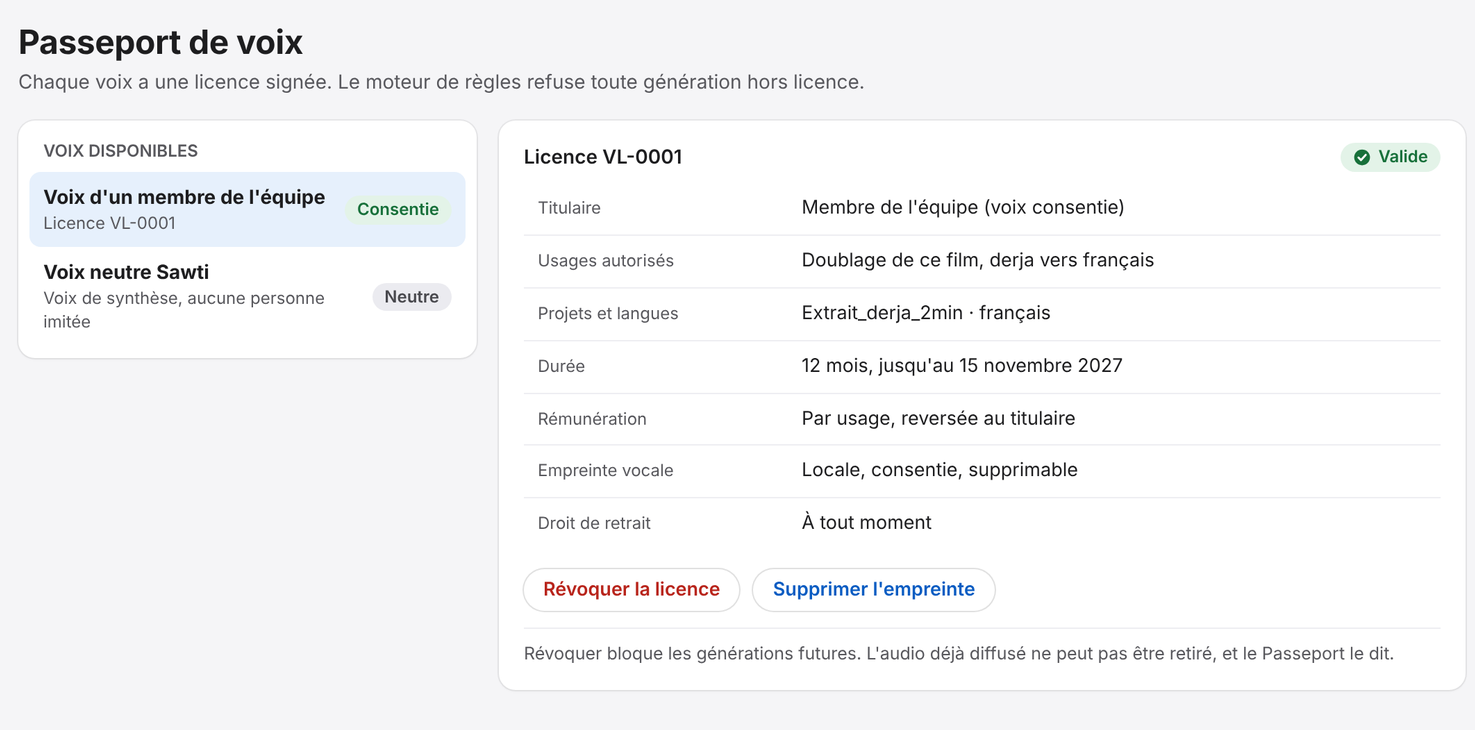 Passeport de voix
Chaque voix a une licence signée. Le moteur de règles refuse toute génération hors licence.
VOIX DISPONIBLES
Voix d'un membre de l'équipe
Licence VL-0001
Consentie
Voix neutre Sawti
Voix de synthèse, aucune personne
imitée
Neutre
Licence VL-0001
Valide
Titulaire
Membre de l'équipe (voix consentie)
Usages autorisés
Doublage de ce film, derja vers français
Projets et langues
Extrait_derja_2min · français
Durée
12 mois, jusqu'au 15 novembre 2027
Rémunération
Par usage, reversée au titulaire
Empreinte vocale
Locale, consentie, supprimable
Droit de retrait
À tout moment
Révoquer la licence
Supprimer l'empreinte
Révoquer bloque les générations futures. L'audio déjà diffusé ne peut pas être retiré, et le Passeport le dit.